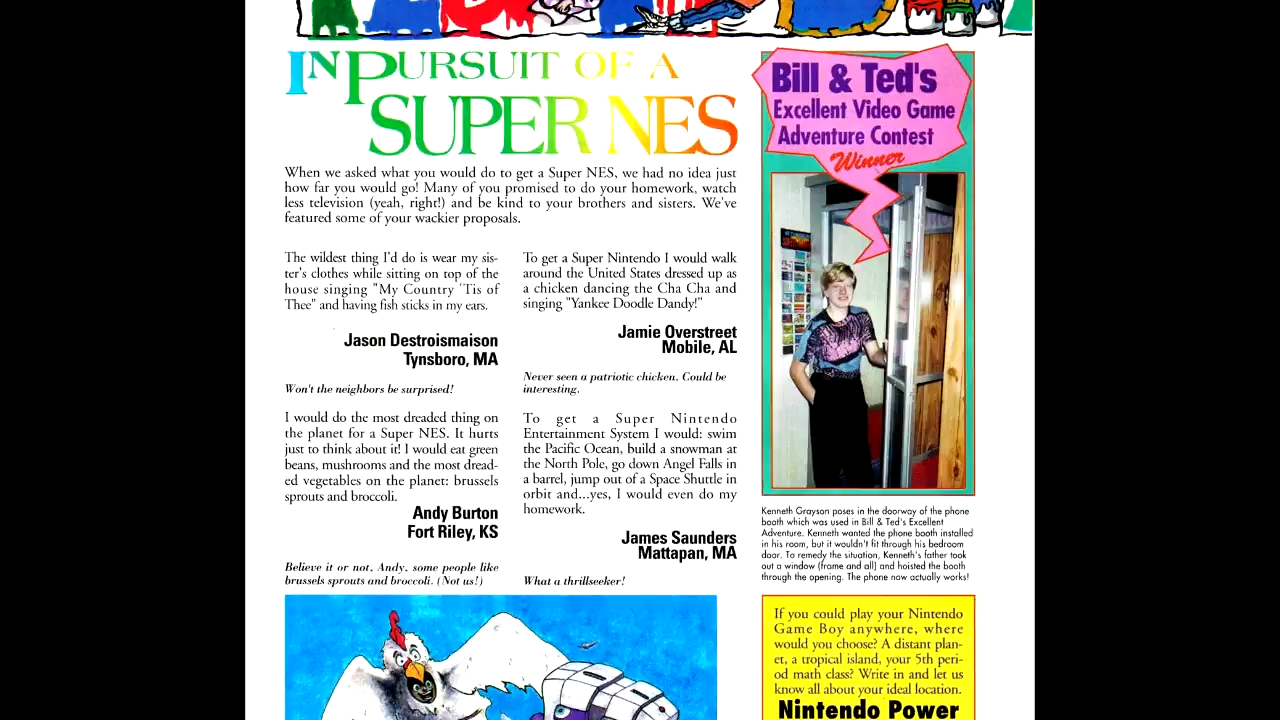 IN PURSUIT OF A
SUPER NES
When we asked what you would do to get a Super NES, we had no idea just
how far you would go! Many of you promised to do your homework, watch
less television (yeah, right!) and be kind to your brothers and sisters. We've
featured some of your wackier proposals.
The wildest thing I'd do is wear my sis-
ter's clothes while sitting on top of the
house singing "My Country 'Tis of
Thee" and having fish sticks in my ears.
Jason Destroismaison
Tynsboro, MA
Won't the neighbors be surprised!
I would do the most dreaded thing on
the planet for a Super NES. It hurts
just to think about it! I would eat green
beans, mushrooms and the most dread-
ed vegetables on the planet: brussels
sprouts and broccoli.
Andy Burton
Fort Riley, KS
Believe it or not, Andy, some people like
brussels sprouts and broccoli. (Not us!)
To get a Super Nintendo I would walk
around the United States dressed up as
a chicken dancing the Cha Cha and
singing "Yankee Doodle Dandy!"
Jamie Overstreet
Mobile, AL
Never seen a patriotic chicken. Could be
interesting.
To get a Super Nintendo
Entertainment System I would: swim
the Pacific Ocean, build a snowman at
the North Pole, go down Angel Falls in
a barrel, jump out of a Space Shuttle in
orbit and...yes, I would even do my
homework.
James Saunders
Mattapan, MA
What a thrillseeker!
Bill & Ted's
Excellent Video Game
Adventure Contest
Winner
Kenneth Grayson poses in the doorway of the phone
booth which was used in Bill & Ted's Excellent
Adventure. Kenneth wanted the phone booth installed
in his room, but it wouldn't fit through his bedroom
door. To remedy the situation, Kenneth's father took
out a window (frame and all) and hoisted the booth
through the opening. The phone now actually works!
If you could play your Nintendo
Game Boy anywhere, where
would you choose? A distant plan-
et, a tropical island, your 5th peri-
od math class? Write in and let us
know all about your ideal location.
Nintendo Power